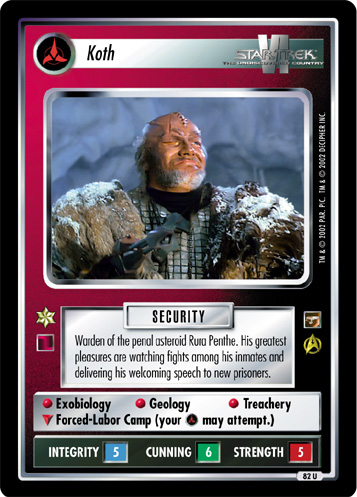 Koth
STAR TREK VI
THE UNDISCOVERED COUNTRY
TM & © 2002 PAR. PIC. TM & © 2002 DECIPHER INC.
SECURITY
Warden of the penal asteroid Rura Penthe. His greatest
pleasures are watching fights among his inmates and
delivering his welcoming speech to new prisoners.
Exobiology Geology Treachery
Forced-Labor Camp (your may attempt.)
INTEGRITY 5 CUNNING 6 STRENGTH 5
82 U